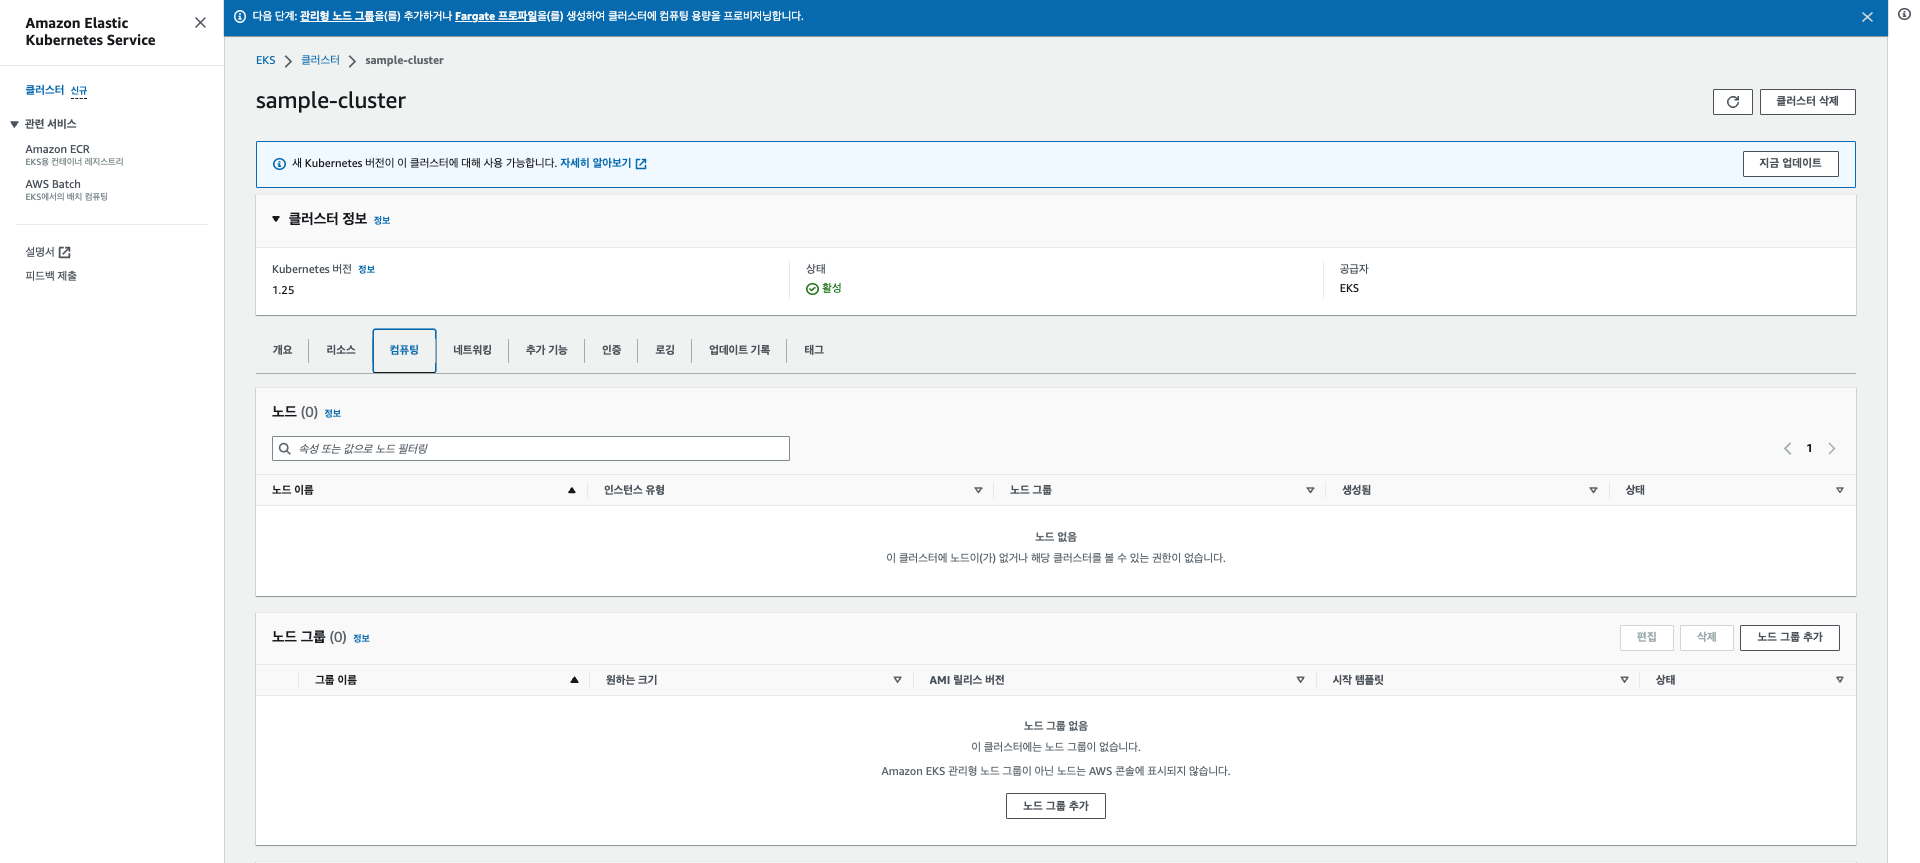 Amazon Elastic
Kubernetes Service
클러스터 신규
관련 서비스
Amazon ECR
EKS용 컨테이너 레지스트리
AWS Batch
EKS에서의 배치 컴퓨팅
설명서
피드백 제출
다음 단계: 관리형 노드 그룹을(를) 추가하거나 Fargate 프로파일을(를) 생성하여 클러스터에 컴퓨팅 용량을 프로비저닝합니다.
EKS 클러스터 sample-cluster
sample-cluster
클러스터 삭제
새 Kubernetes 버전이 이 클러스터에 대해 사용 가능합니다. 자세히 알아보기
지금 업데이트
클러스터 정보 정보
Kubernetes 버전 정보
1.25
상태
활성
공급자
EKS
개요 리소스 컴퓨팅 네트워킹 추가 기능 인증 로깅 업데이트 기록 태그
노드 (0) 정보
속성 또는 값으로 노드 필터링
1
노드 이름 인스턴스 유형 노드 그룹 생성됨 상태
노드 없음
이 클러스터에 노드이(가) 없거나 해당 클러스터를 볼 수 있는 권한이 없습니다.
노드 그룹 (0) 정보
편집 삭제 노드 그룹 추가
그룹 이름 원하는 크기 AMI 릴리스 버전 시작 템플릿 상태
노드 그룹 없음
이 클러스터에는 노드 그룹이 없습니다.
Amazon EKS 관리형 노드 그룹이 아닌 노드는 AWS 콘솔에 표시되지 않습니다.
노드 그룹 추가